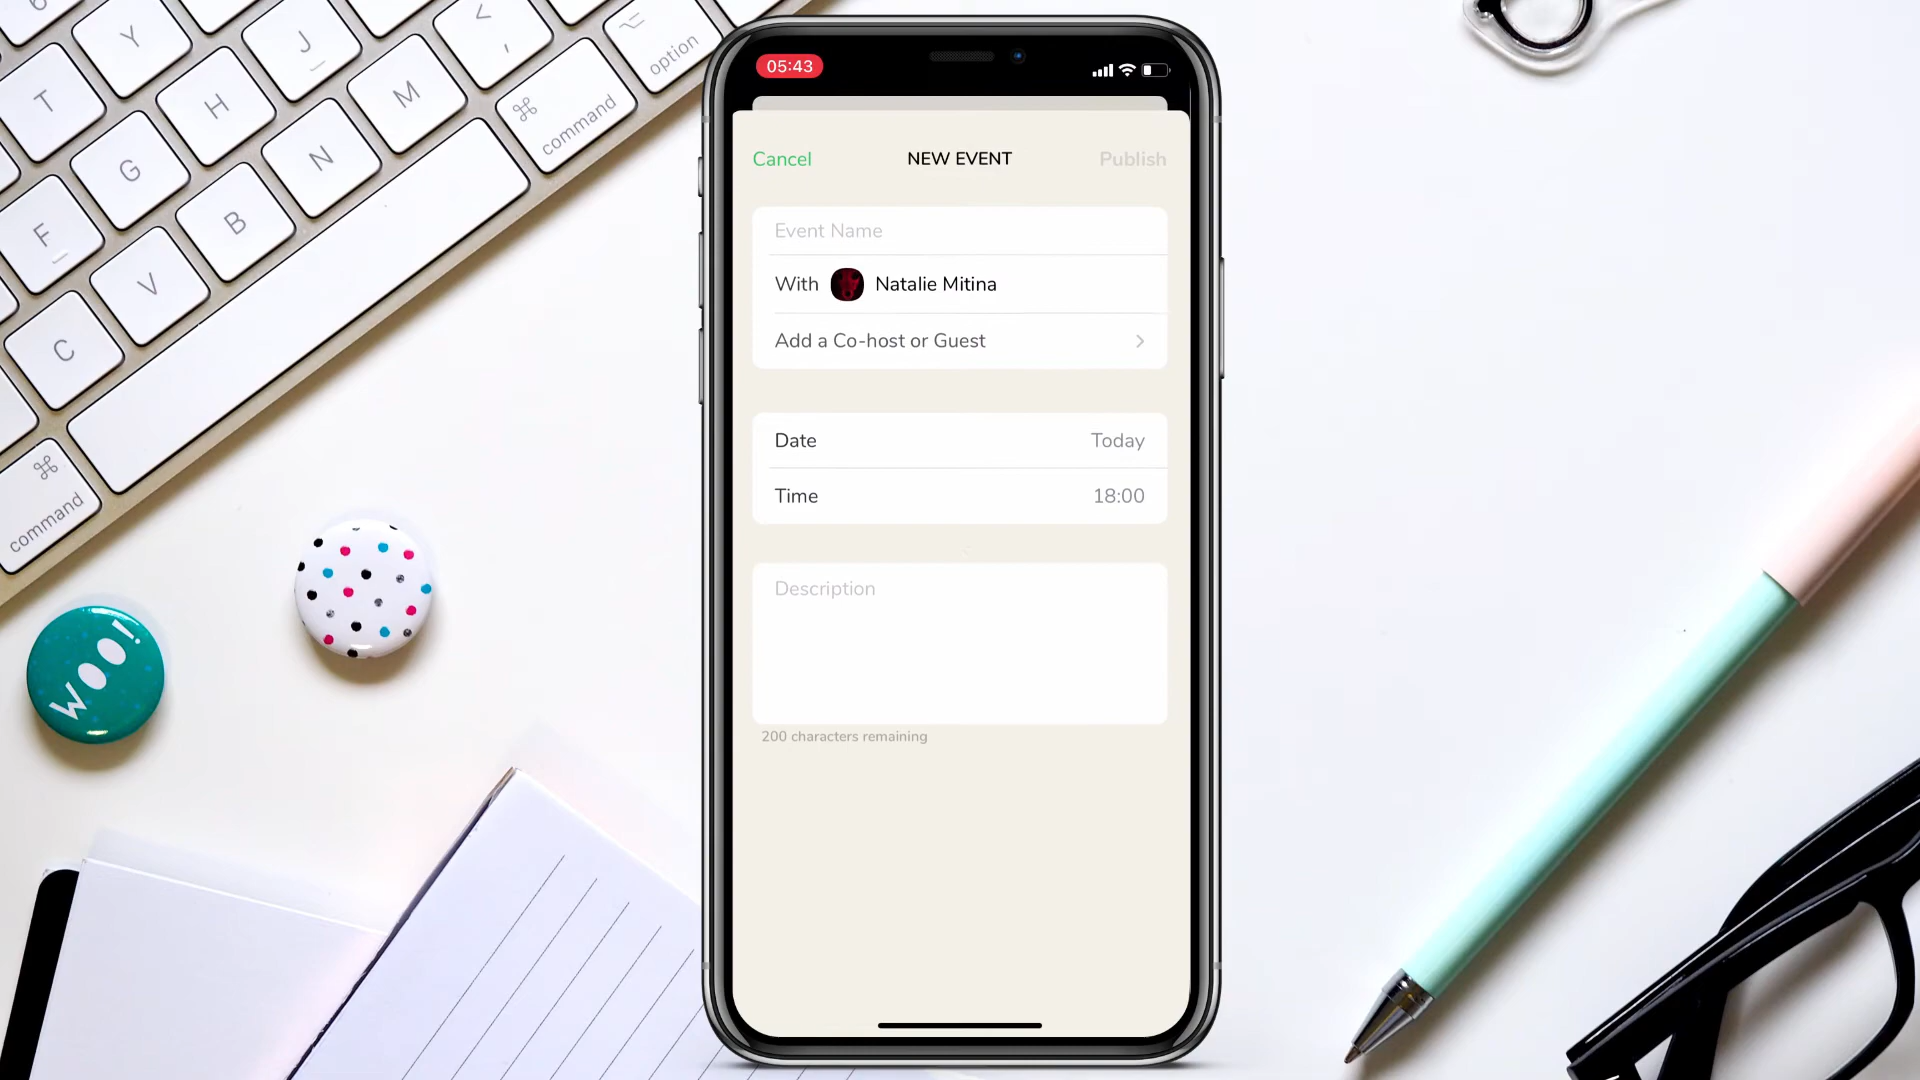 05:43
Cancel
NEW EVENT
Publish
Event Name
With Natalie Mitina
Add a Co-host or Guest
Date Today
Time 18:00
Description
200 characters remaining
6
Y
J
<
,
⌥
option
T
H
M
⌘
command
G
N
F
B
V
C
⌘
command
WOO!